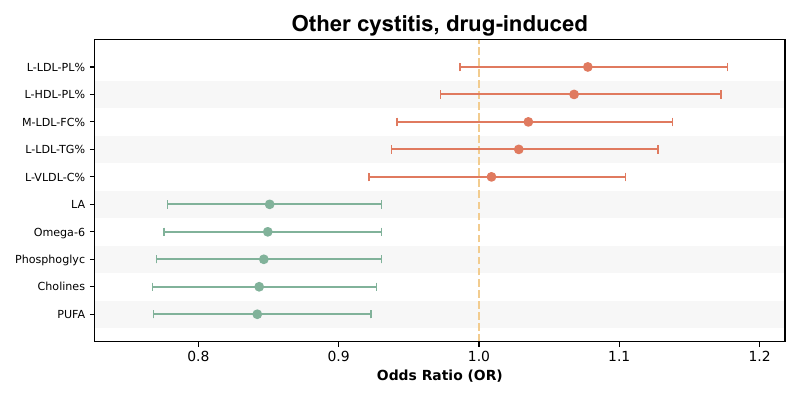 Other cystitis, drug-induced
L-LDL-PL%
L-HDL-PL%
M-LDL-FC%
L-LDL-TG%
L-VLDL-C%
LA
Omega-6
Phosphoglyc
Cholines
PUFA
0.8 0.9 1.0 1.1 1.2
Odds Ratio (OR)